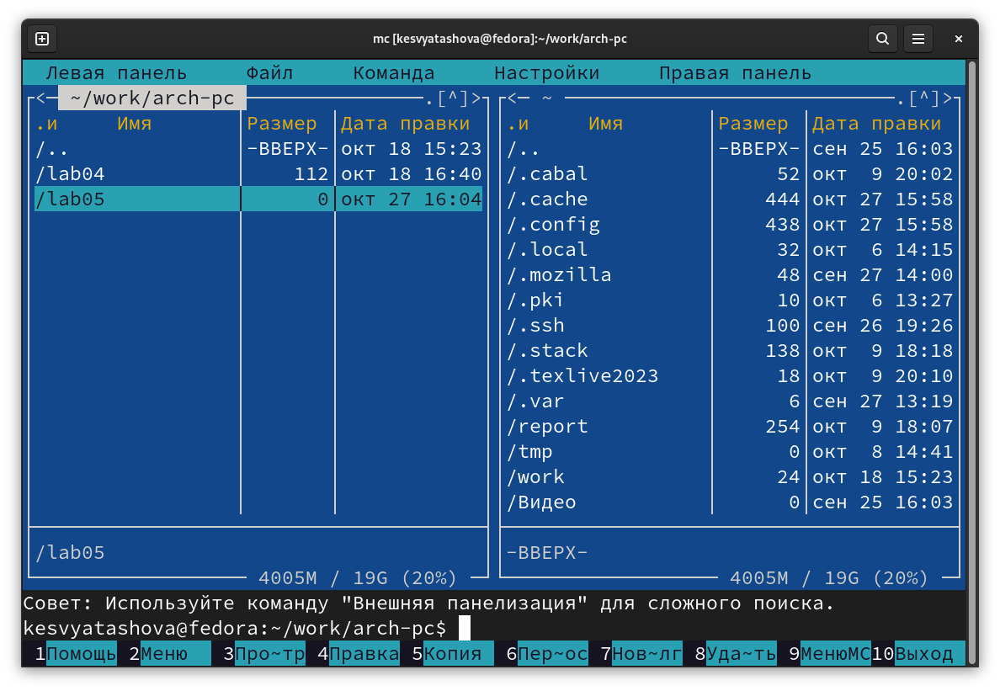 mc [kesvyatashova@fedora]:~/work/arch-pc
Левая панель Файл Команда Настройки Правая панель
<─ ~/work/arch-pc .[^]> <─ ~ .[^]>
.и Имя Размер Дата правки .и Имя Размер Дата правки
/.. -ВВЕРХ- окт 18 15:23 /.. -ВВЕРХ- сен 25 16:03
/lab04 112 окт 18 16:40 /.cabal 52 окт 9 20:02
/lab05 0 окт 27 16:04 /.cache 444 окт 27 15:58
/.config 438 окт 27 15:58
/.local 32 окт 6 14:15
/.mozilla 48 сен 27 14:00
/.pki 10 окт 6 13:27
/.ssh 100 сен 26 19:26
/.stack 138 окт 9 18:18
/.texlive2023 18 окт 9 20:10
/.var 6 сен 27 13:19
/report 254 окт 9 18:07
/tmp 0 окт 8 14:41
/work 24 окт 18 15:23
/Видео 0 сен 25 16:03
/lab05 -ВВЕРХ-
4005M / 19G (20%) 4005M / 19G (20%)
Совет: Используйте команду "Внешняя панелизация" для сложного поиска.
kesvyatashova@fedora:~/work/arch-pc$
1Помощь 2Меню 3Про~тр 4Правка 5Копия 6Пер~ос 7Нов~лг 8Уда~ть 9МенюMC 10Выход